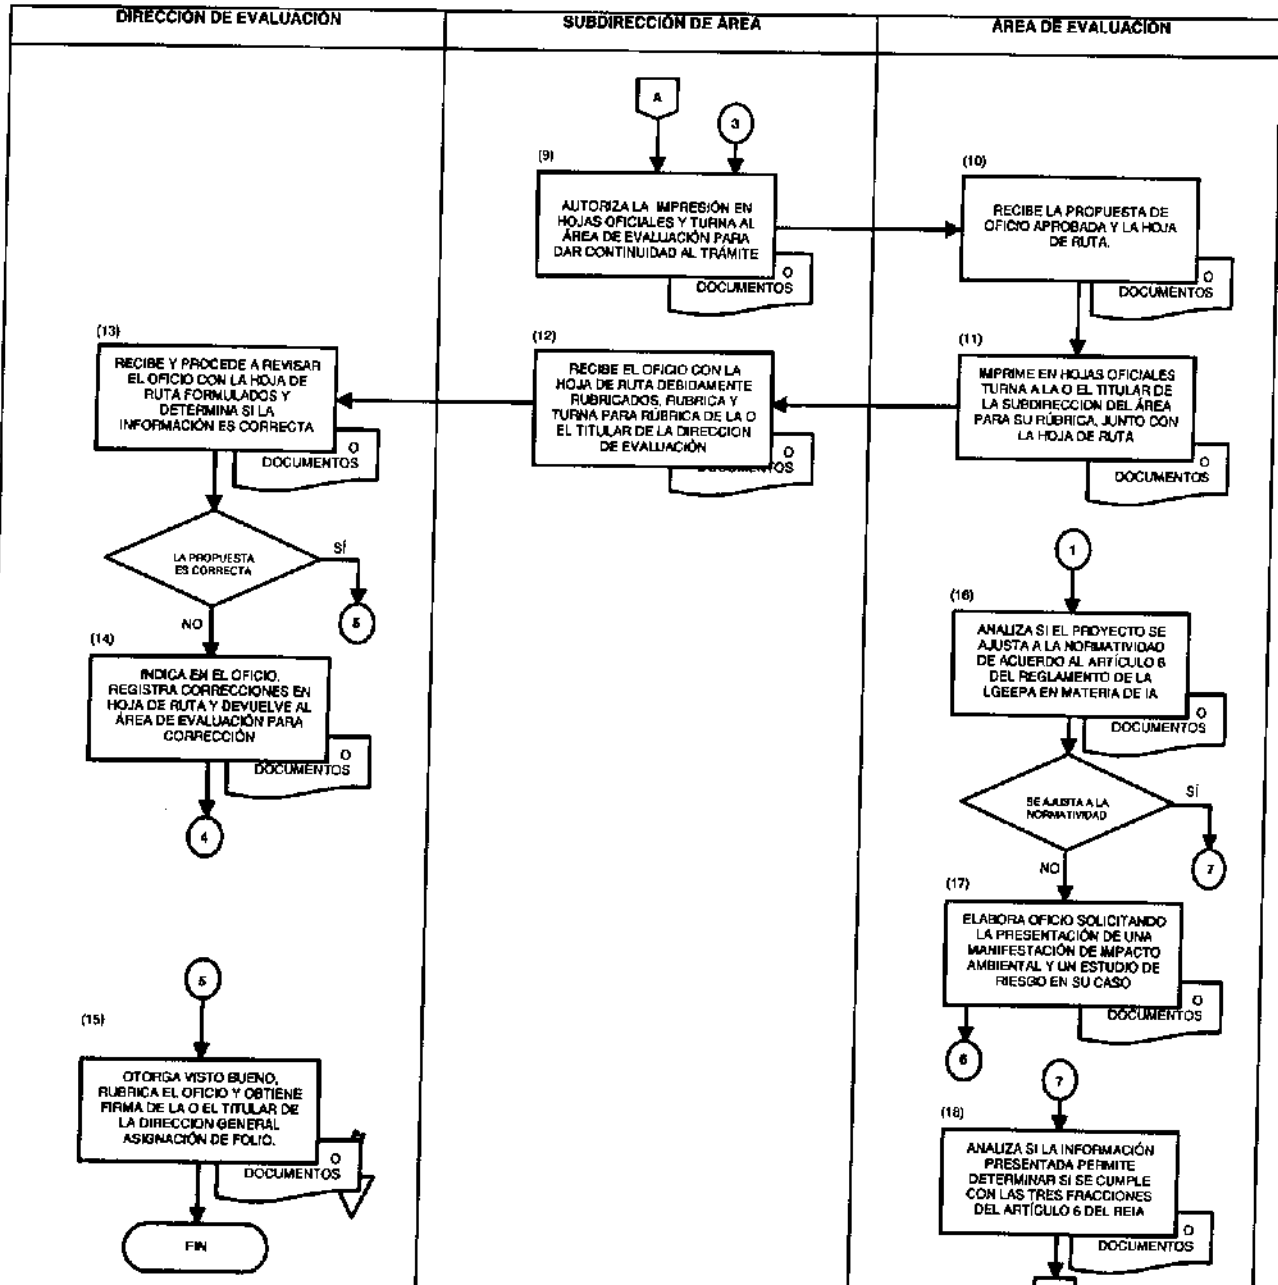 DIRECCIÓN DE EVALUACIÓN
SUBDIRECCIÓN DE ÁREA
ÁREA DE EVALUACIÓN
A
3
(9)
AUTORIZA LA IMPRESIÓN EN
HOJAS OFICIALES Y TURNA AL
ÁREA DE EVALUACIÓN PARA
DAR CONTINUIDAD AL TRÁMITE
O
DOCUMENTOS
(10)
RECIBE LA PROPUESTA DE
OFICIO APROBADA Y LA HOJA
DE RUTA.
O
DOCUMENTOS
(11)
IMPRIME EN HOJAS OFICIALES
TURNA A LA O EL TITULAR DE
LA SUBDIRECCION DEL ÁREA
PARA SU RÚBRICA, JUNTO CON
LA HOJA DE RUTA
O
DOCUMENTOS
(12)
RECIBE EL OFICIO CON LA
HOJA DE RUTA DEBIDAMENTE
RUBRICADOS, RUBRICA Y
TURNA PARA RÚBRICA DE LA O
EL TITULAR DE LA DIRECCION
DE EVALUACIÓN
O
DOCUMENTOS
(13)
RECIBE Y PROCEDE A REVISAR
EL OFICIO CON LA HOJA DE
RUTA FORMULADOS Y
DETERMINA SI LA
INFORMACIÓN ES CORRECTA
O
DOCUMENTOS
LA PROPUESTA
ES CORRECTA
SÍ
5
NO
(14)
INDICA EN EL OFICIO,
REGISTRA CORRECCIONES EN
HOJA DE RUTA Y DEVUELVE AL
ÁREA DE EVALUACIÓN PARA
CORRECCIÓN
O
DOCUMENTOS
4
5
(15)
OTORGA VISTO BUENO,
RUBRICA EL OFICIO Y OBTIENE
FIRMA DE LA O EL TITULAR DE
LA DIRECCION GENERAL
ASIGNACIÓN DE FOLIO.
O
DOCUMENTOS
FIN
1
(16)
ANALIZA SI EL PROYECTO SE
AJUSTA A LA NORMATIVIDAD
DE ACUERDO AL ARTÍCULO 6
DEL REGLAMENTO DE LA
LGEEPA EN MATERIA DE IA
O
DOCUMENTOS
SE AJUSTA A LA
NORMATIVIDAD
SÍ
7
NO
(17)
ELABORA OFICIO SOLICITANDO
LA PRESENTACIÓN DE UNA
MANIFESTACIÓN DE IMPACTO
AMBIENTAL Y UN ESTUDIO DE
RIESGO EN SU CASO
O
DOCUMENTOS
6
7
(18)
ANALIZA SI LA INFORMACIÓN
PRESENTADA PERMITE
DETERMINAR SI SE CUMPLE
CON LAS TRES FRACCIONES
DEL ARTÍCULO 6 DEL REIA
O
DOCUMENTOS